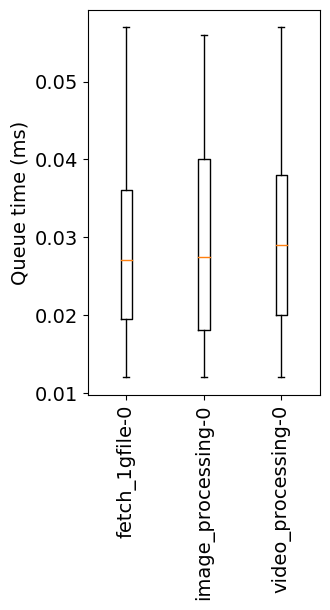 Queue time (ms)
0.05
0.04
0.03
0.02
0.01
fetch_1gfile-0
image_processing-0
video_processing-0